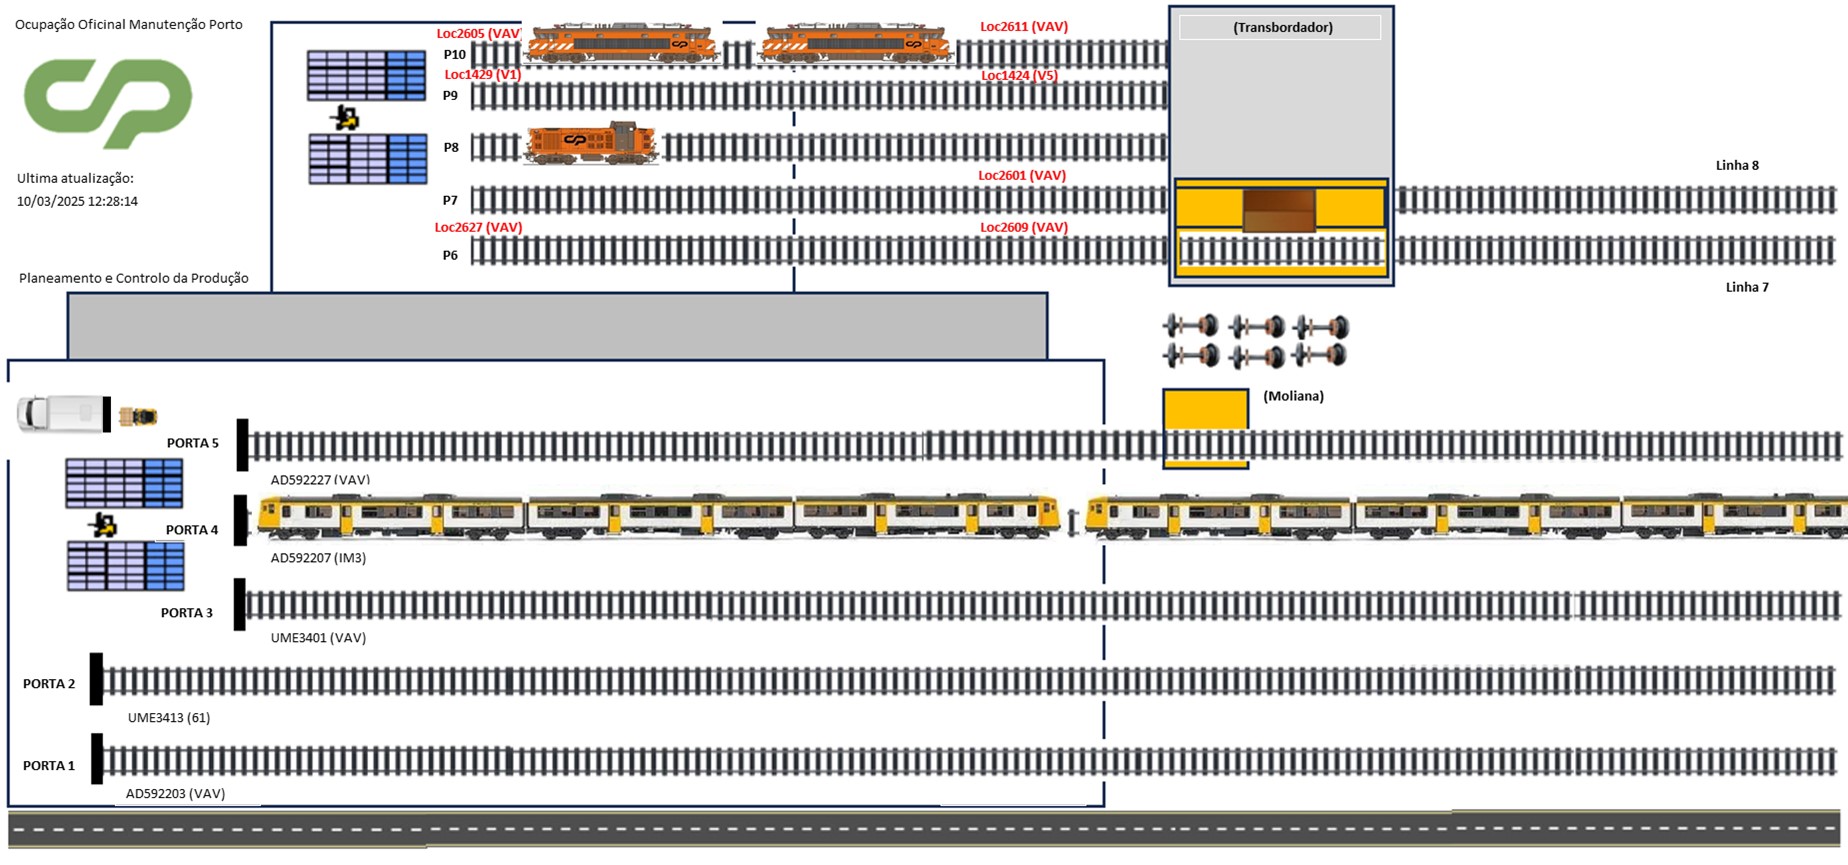 Ocupação Oficinal Manutenção Porto
Ultima atualização:
10/03/2025 12:28:14
Planeamento e Controlo da Produção
Loc2605 (VAV)
Loc2611 (VAV)
(Transbordador)
P10
Loc1429 (V1)
Loc1424 (V5)
P9
P8
Loc2601 (VAV)
Linha 8
P7
Loc2627 (VAV)
Loc2609 (VAV)
P6
Linha 7
(Moliana)
PORTA 5
AD592227 (VAV)
PORTA 4
AD592207 (IM3)
PORTA 3
UME3401 (VAV)
PORTA 2
UME3413 (61)
PORTA 1
AD592203 (VAV)